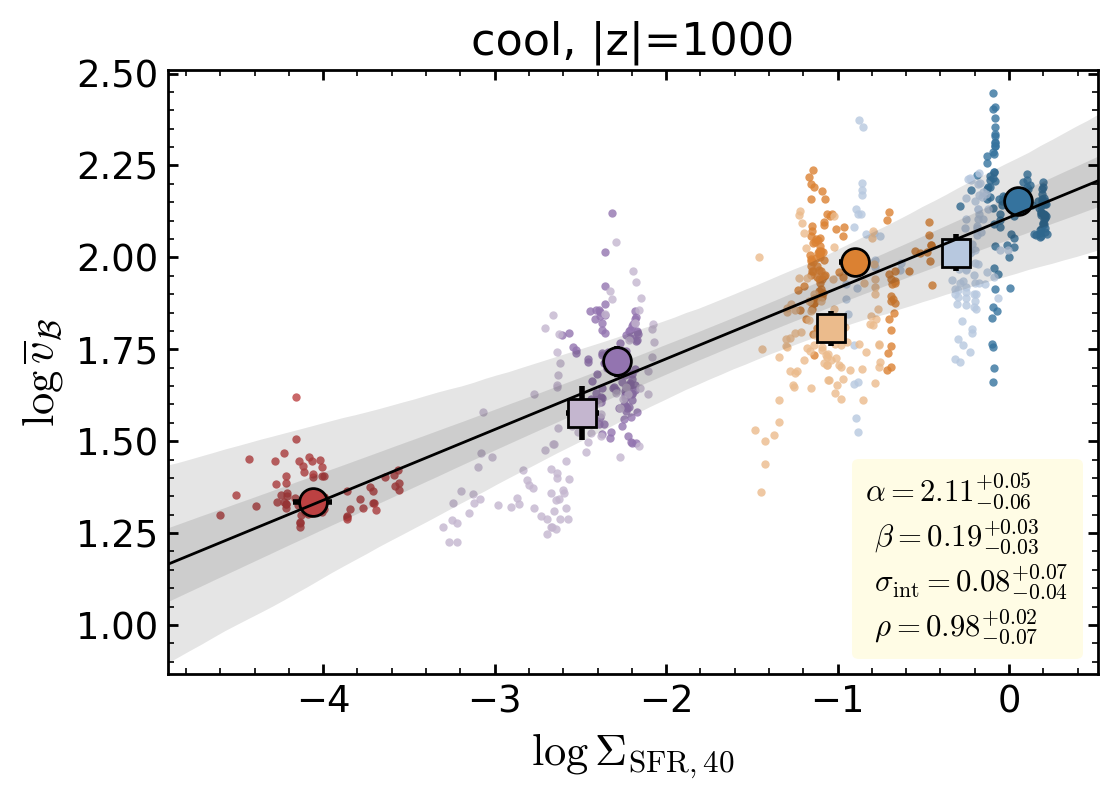 cool, |z|=1000
log v̅_ℬ
2.50
2.25
2.00
1.75
1.50
1.25
1.00
α = 2.11^{+0.05}_{−0.06}
β = 0.19^{+0.03}_{−0.03}
σ_int = 0.08^{+0.07}_{−0.04}
ρ = 0.98^{+0.02}_{−0.07}
−4 −3 −2 −1 0
log Σ_{SFR, 40}